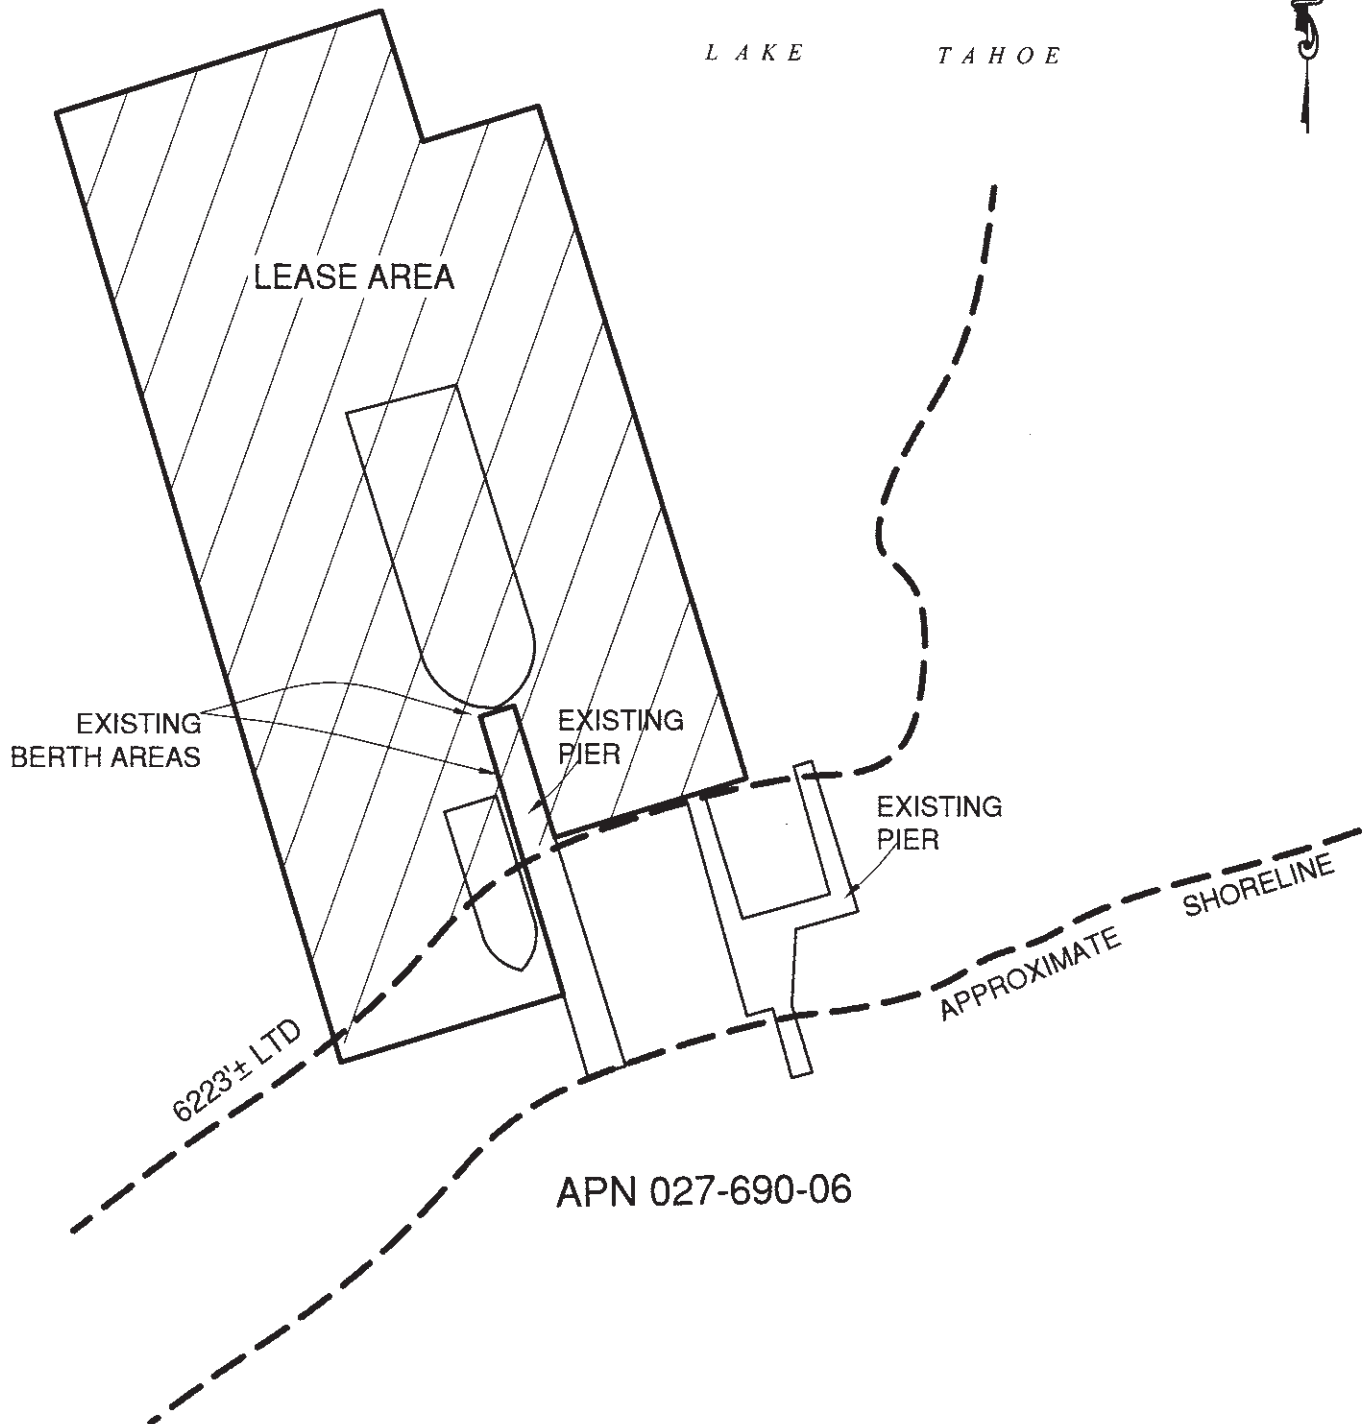 LAKE TAHOE
LEASE AREA
EXISTING
BERTH AREAS
EXISTING
PIER
EXISTING
PIER
SHORELINE
APPROXIMATE
6223'± LTD
APN 027-690-06